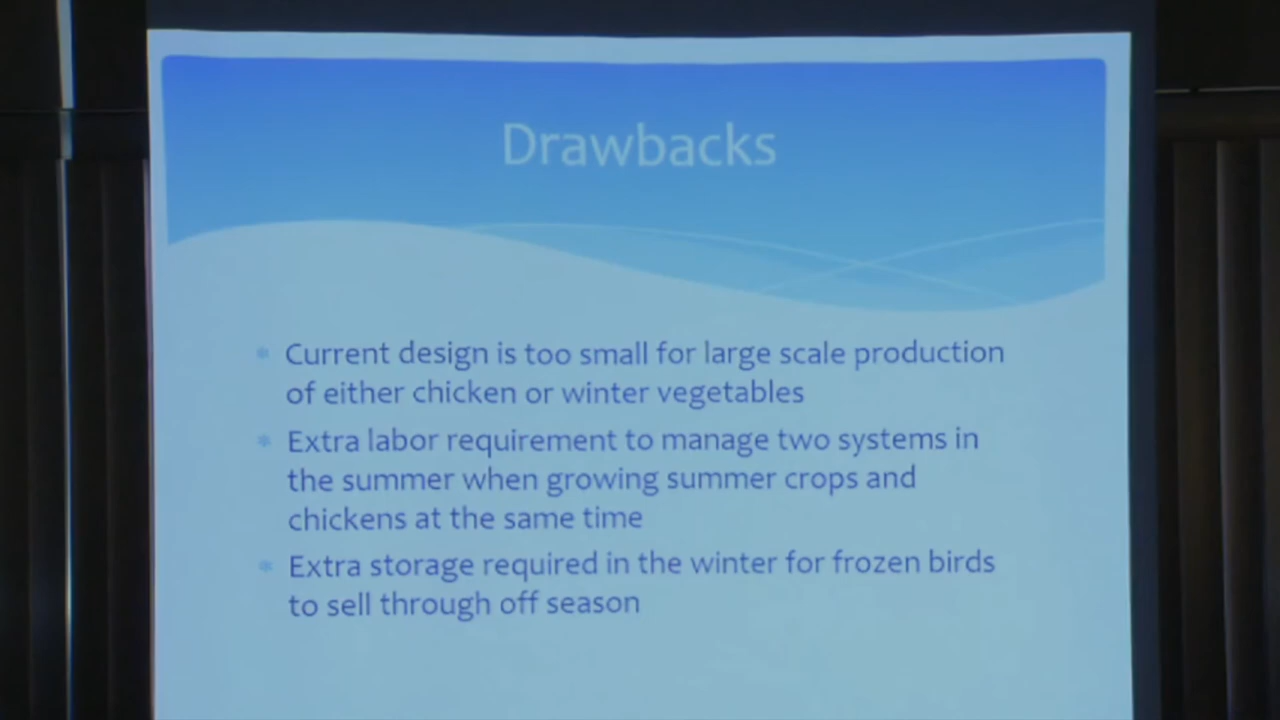 Drawbacks
Current design is too small for large scale production
of either chicken or winter vegetables
Extra labor requirement to manage two systems in
the summer when growing summer crops and
chickens at the same time
Extra storage required in the winter for frozen birds
to sell through off season